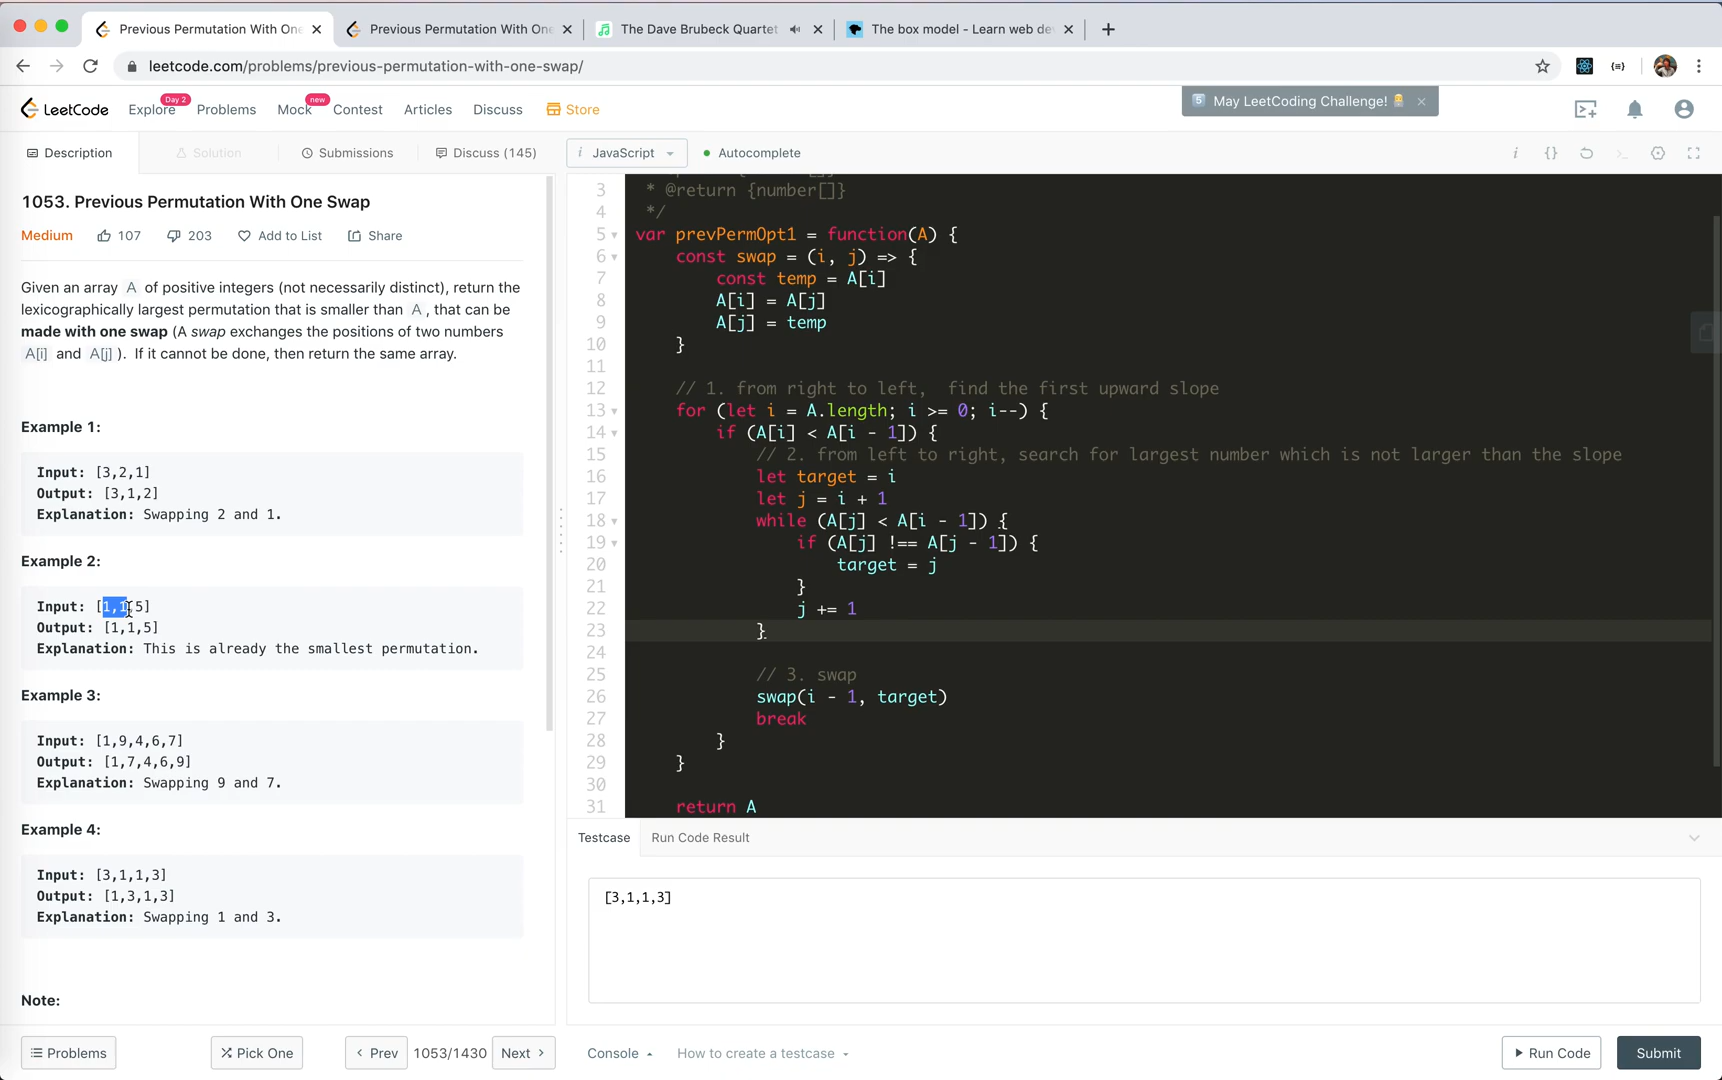 Previous Permutation With One
Previous Permutation With One
The Dave Brubeck Quartet
The box model - Learn web de
leetcode.com/problems/previous-permutation-with-one-swap/
LeetCode
Explore
Day 2
Problems
Mock
new
Contest
Articles
Discuss
Store
5 May LeetCoding Challenge!
Description
Solution
Submissions
Discuss (145)
i JavaScript
Autocomplete
1053. Previous Permutation With One Swap
Medium 107 203 Add to List Share
Given an array A of positive integers (not necessarily distinct), return the
lexicographically largest permutation that is smaller than A, that can be
made with one swap (A swap exchanges the positions of two numbers
A[i] and A[j]). If it cannot be done, then return the same array.
Example 1:
Input: [3,2,1]
Output: [3,1,2]
Explanation: Swapping 2 and 1.
Example 2:
Input: [1,1,5]
Output: [1,1,5]
Explanation: This is already the smallest permutation.
Example 3:
Input: [1,9,4,6,7]
Output: [1,7,4,6,9]
Explanation: Swapping 9 and 7.
Example 4:
Input: [3,1,1,3]
Output: [1,3,1,3]
Explanation: Swapping 1 and 3.
Note:
3 * @return {number[]}
4 */
5 var prevPermOpt1 = function(A) {
6 const swap = (i, j) => {
7 const temp = A[i]
8 A[i] = A[j]
9 A[j] = temp
10 }
11
12 // 1. from right to left,  find the first upward slope
13 for (let i = A.length; i >= 0; i--) {
14 if (A[i] < A[i - 1]) {
15 // 2. from left to right, search for largest number which is not larger than the slope
16 let target = i
17 let j = i + 1
18 while (A[j] < A[i - 1]) {
19 if (A[j] !== A[j - 1]) {
20 target = j
21 }
22 j += 1
23 }
24
25 // 3. swap
26 swap(i - 1, target)
27 break
28 }
29 }
30
31 return A
Testcase
Run Code Result
[3,1,1,3]
Problems
Pick One
Prev
1053/1430
Next
Console
How to create a testcase
Run Code
Submit